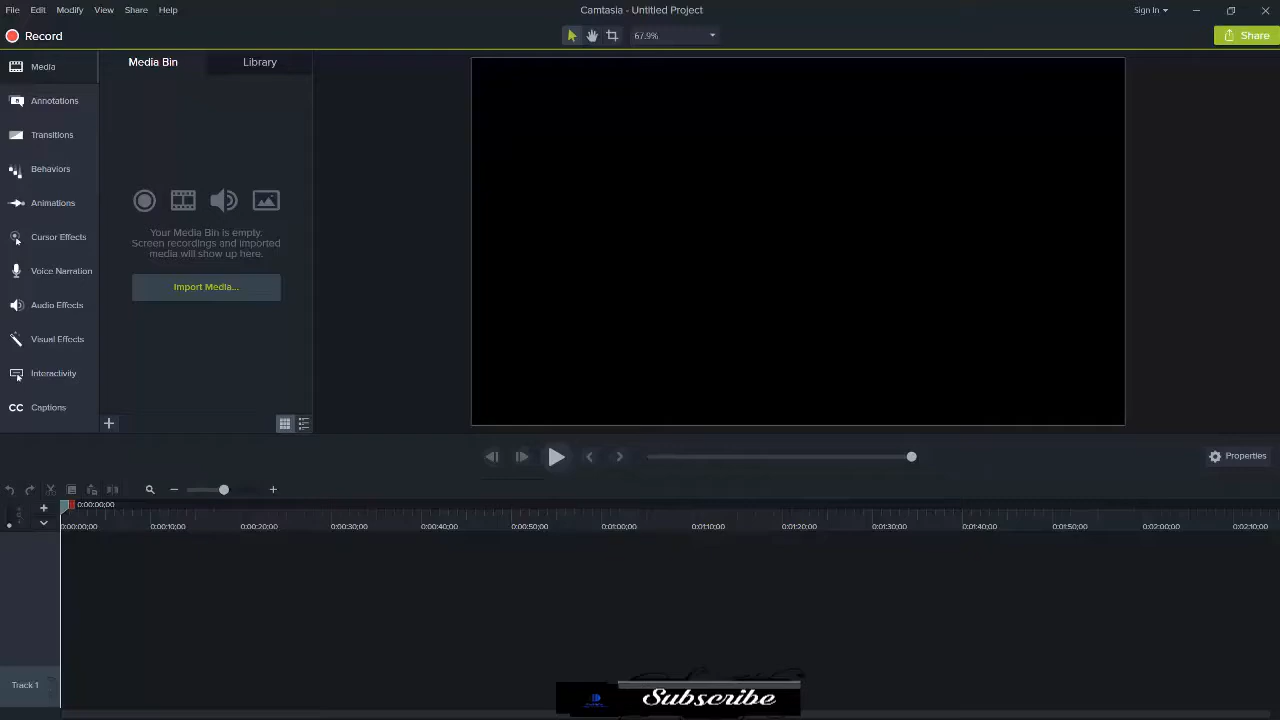 File Edit Modify View Share Help
Camtasia - Untitled Project
Sign In
Record
67.9%
Share
Media
Annotations
Transitions
Behaviors
Animations
Cursor Effects
Voice Narration
Audio Effects
Visual Effects
Interactivity
CC Captions
Media Bin
Library
Your Media Bin is empty.
Screen recordings and imported
media will show up here.
Import Media...
Properties
0:00:00;00
0:00:00;00 0:00:10;00 0:00:20;00 0:00:30;00 0:00:40;00 0:00:50;00 0:01:00;00 0:01:10;00 0:01:20;00 0:01:30;00 0:01:40;00 0:01:50;00 0:02:00;00 0:02:10;00
Track 1
Subscribe